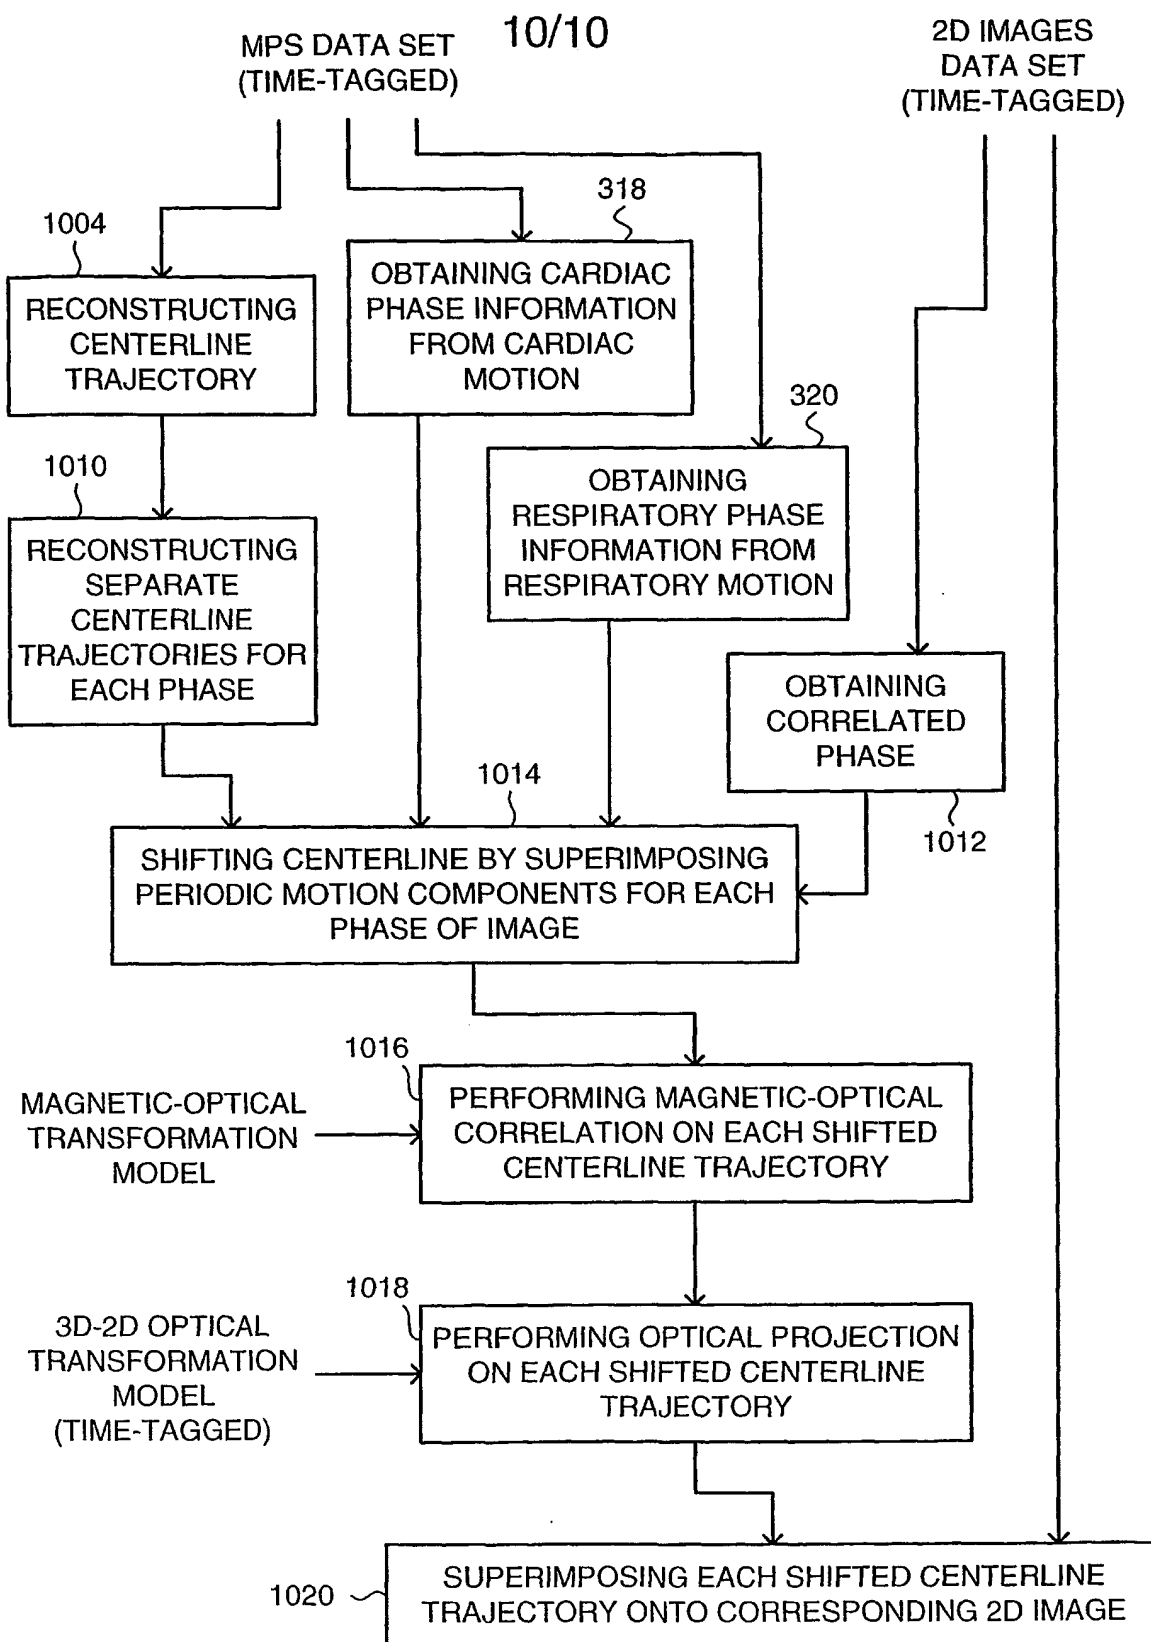 10/10
MPS DATA SET
(TIME-TAGGED)
2D IMAGES
DATA SET
(TIME-TAGGED)
1004
RECONSTRUCTING
CENTERLINE
TRAJECTORY
318
OBTAINING CARDIAC
PHASE INFORMATION
FROM CARDIAC
MOTION
320
OBTAINING
RESPIRATORY PHASE
INFORMATION FROM
RESPIRATORY MOTION
1010
RECONSTRUCTING
SEPARATE
CENTERLINE
TRAJECTORIES FOR
EACH PHASE
OBTAINING
CORRELATED
PHASE
1012
1014
SHIFTING CENTERLINE BY SUPERIMPOSING
PERIODIC MOTION COMPONENTS FOR EACH
PHASE OF IMAGE
1016
MAGNETIC-OPTICAL
TRANSFORMATION
MODEL
PERFORMING MAGNETIC-OPTICAL
CORRELATION ON EACH SHIFTED
CENTERLINE TRAJECTORY
1018
3D-2D OPTICAL
TRANSFORMATION
MODEL
(TIME-TAGGED)
PERFORMING OPTICAL PROJECTION
ON EACH SHIFTED CENTERLINE
TRAJECTORY
1020
SUPERIMPOSING EACH SHIFTED CENTERLINE
TRAJECTORY ONTO CORRESPONDING 2D IMAGE